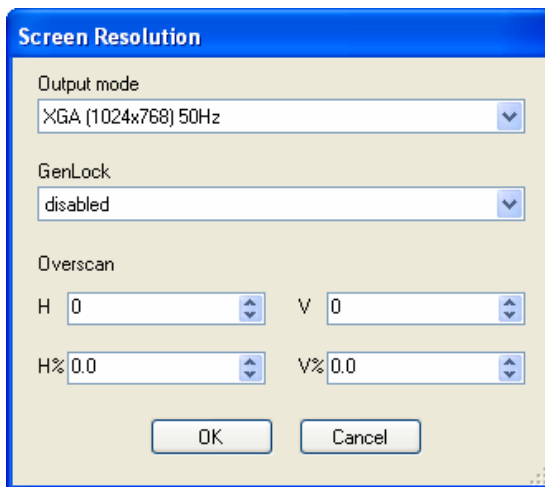 Screen Resolution
Output mode
XGA (1024x768) 50Hz
GenLock
disabled
Overscan
H 0 V 0
H% 0.0 V% 0.0
OK Cancel